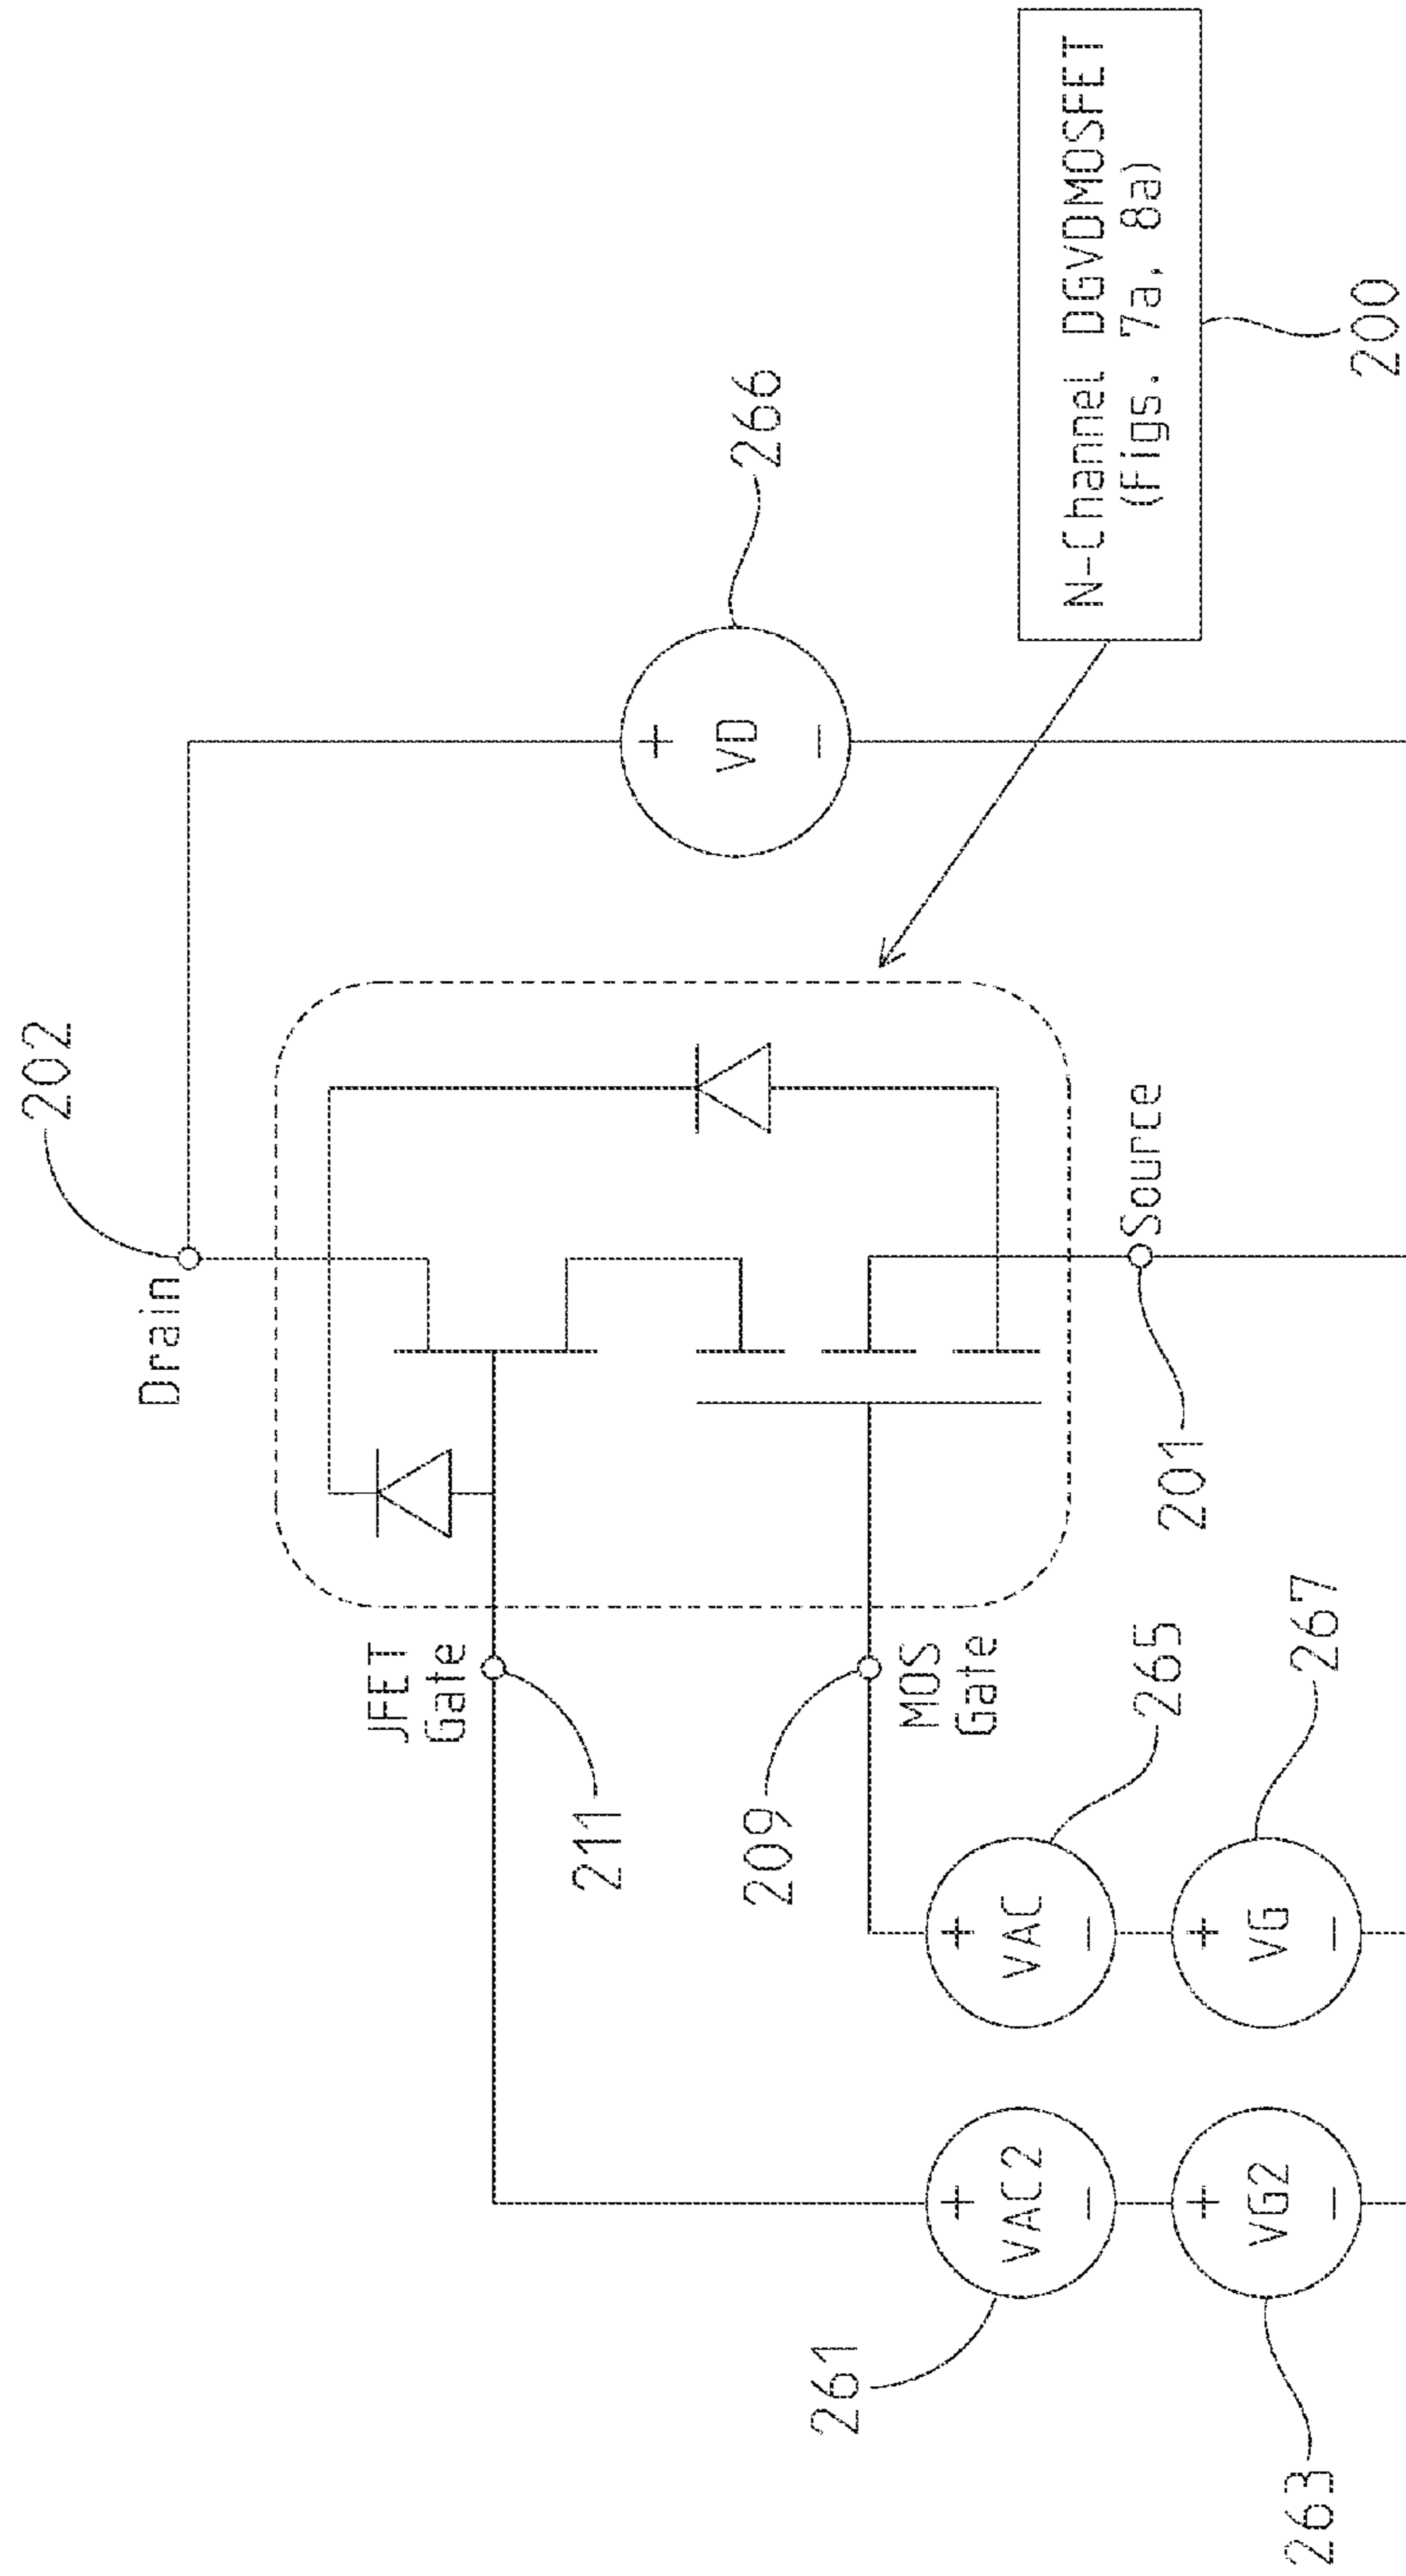 202
Drain
266
N-Channel DGVDMOSFET
(Figs. 7a, 8a)
200
JFET
Gate
211
+
VD
−
209
MOS
Gate
Source
201
265
267
261
+
VAC2
−
+
VAC
−
263
+
VG2
−
+
VG
−